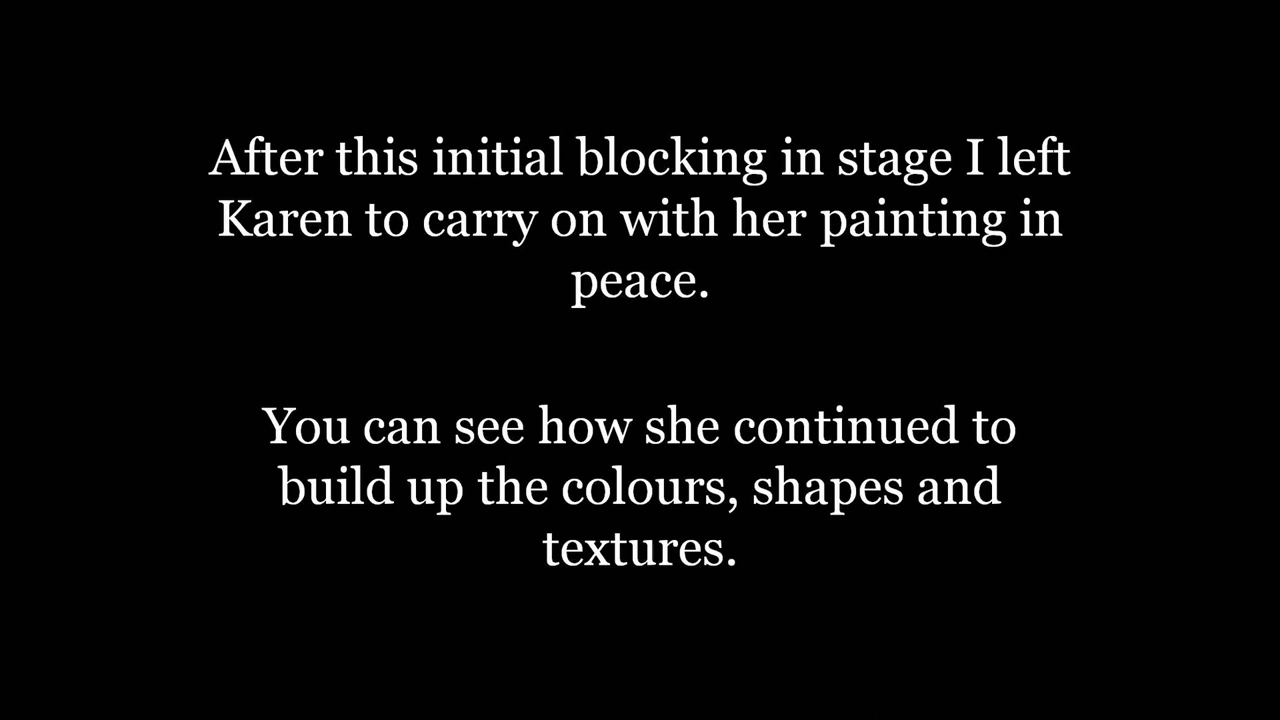 After this initial blocking in stage I left
Karen to carry on with her painting in
peace.
You can see how she continued to
build up the colours, shapes and
textures.